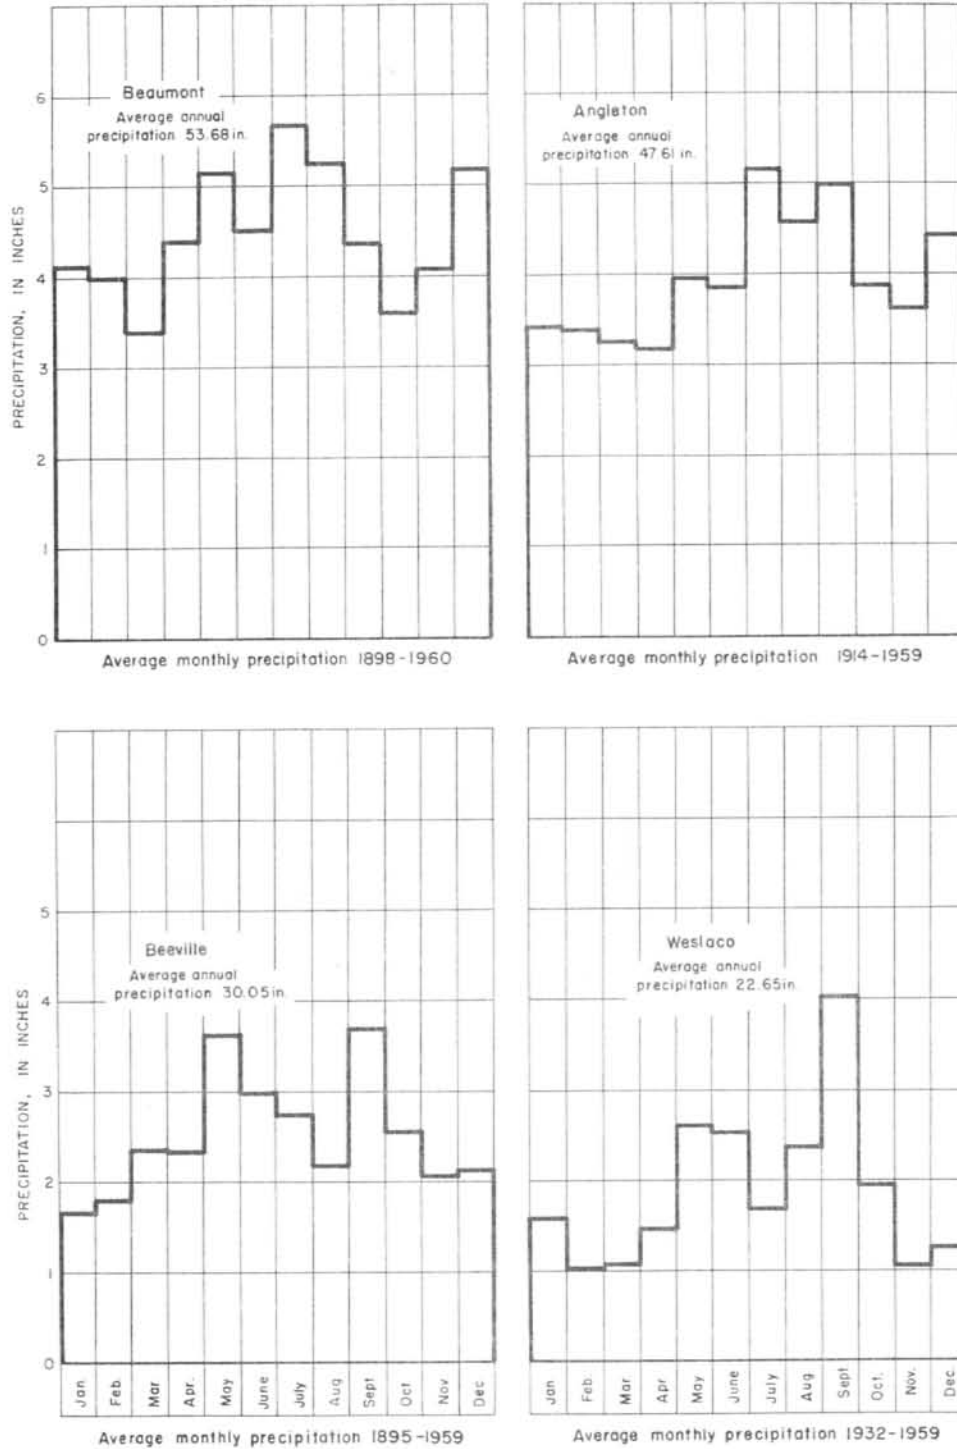 PRECIPITATION, IN INCHES
6
5
4
3
2
1
0
Beaumont
Average annual
precipitation 53.68 in.
Average monthly precipitation 1898-1960
Angleton
Average annual
precipitation 47.61 in.
Average monthly precipitation 1914-1959
PRECIPITATION, IN INCHES
5
4
3
2
1
0
Beeville
Average annual
precipitation 30.05 in.
Jan
Feb.
Mar
Apr.
May
June
July
Aug
Sept
Oct
Nov
Dec
Average monthly precipitation 1895-1959
Weslaco
Average annual
precipitation 22.65 in.
Jan
Feb.
Mar
Apr
May
June
July
Aug
Sept
Oct.
Nov.
Dec.
Average monthly precipitation 1932-1959